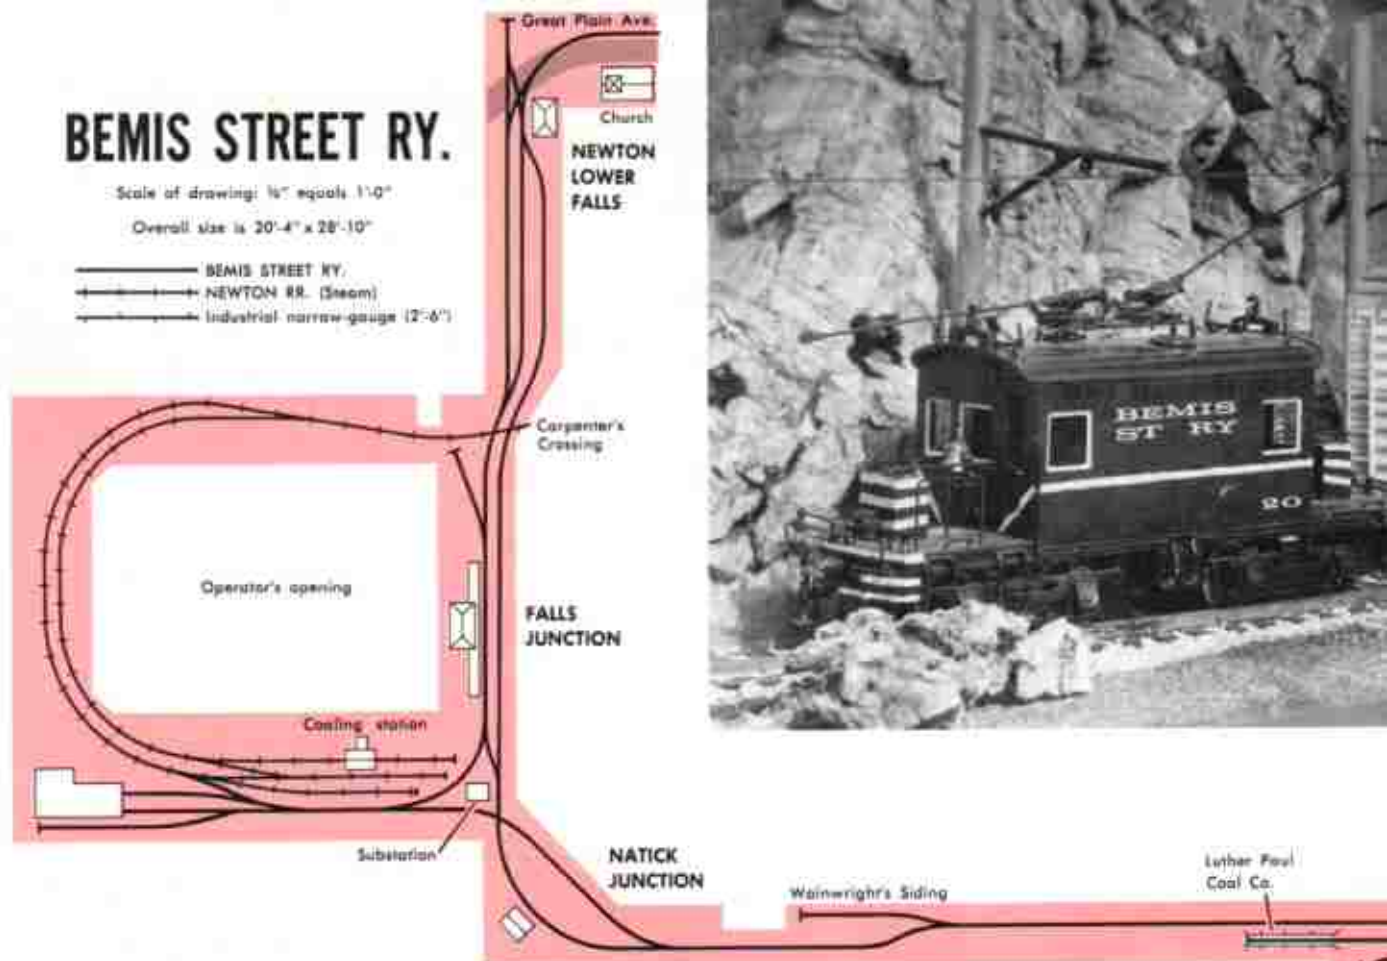 Great Plain Ave.
Church
BEMIS STREET RY.
NEWTON
LOWER
FALLS
Scale of drawing: ¼" equals 1'-0"
Overall size is 20'-4" x 28'-10"
BEMIS STREET RY.
NEWTON RR. (Steam)
Industrial narrow-gauge (2'-6")
BEMIS
ST RY
20
Carpenter's
Crossing
Operator's opening
FALLS
JUNCTION
Coaling station
Substation
NATICK
JUNCTION
Wainwright's Siding
Luther Paul
Coal Co.